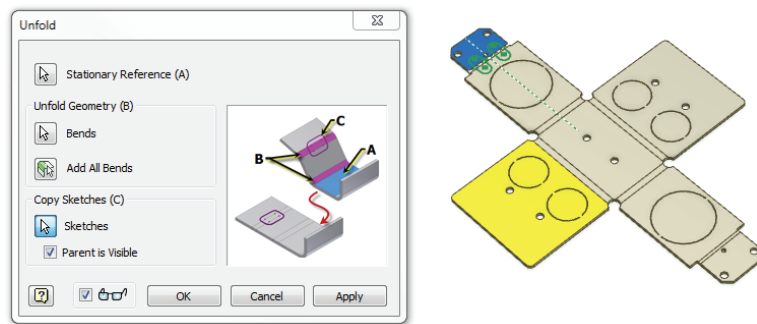 Unfold
Stationary Reference (A)
Unfold Geometry (B)
Bends
Add All Bends
Copy Sketches (C)
Sketches
Parent is Visible
C
A
B
?
OK
Cancel
Apply